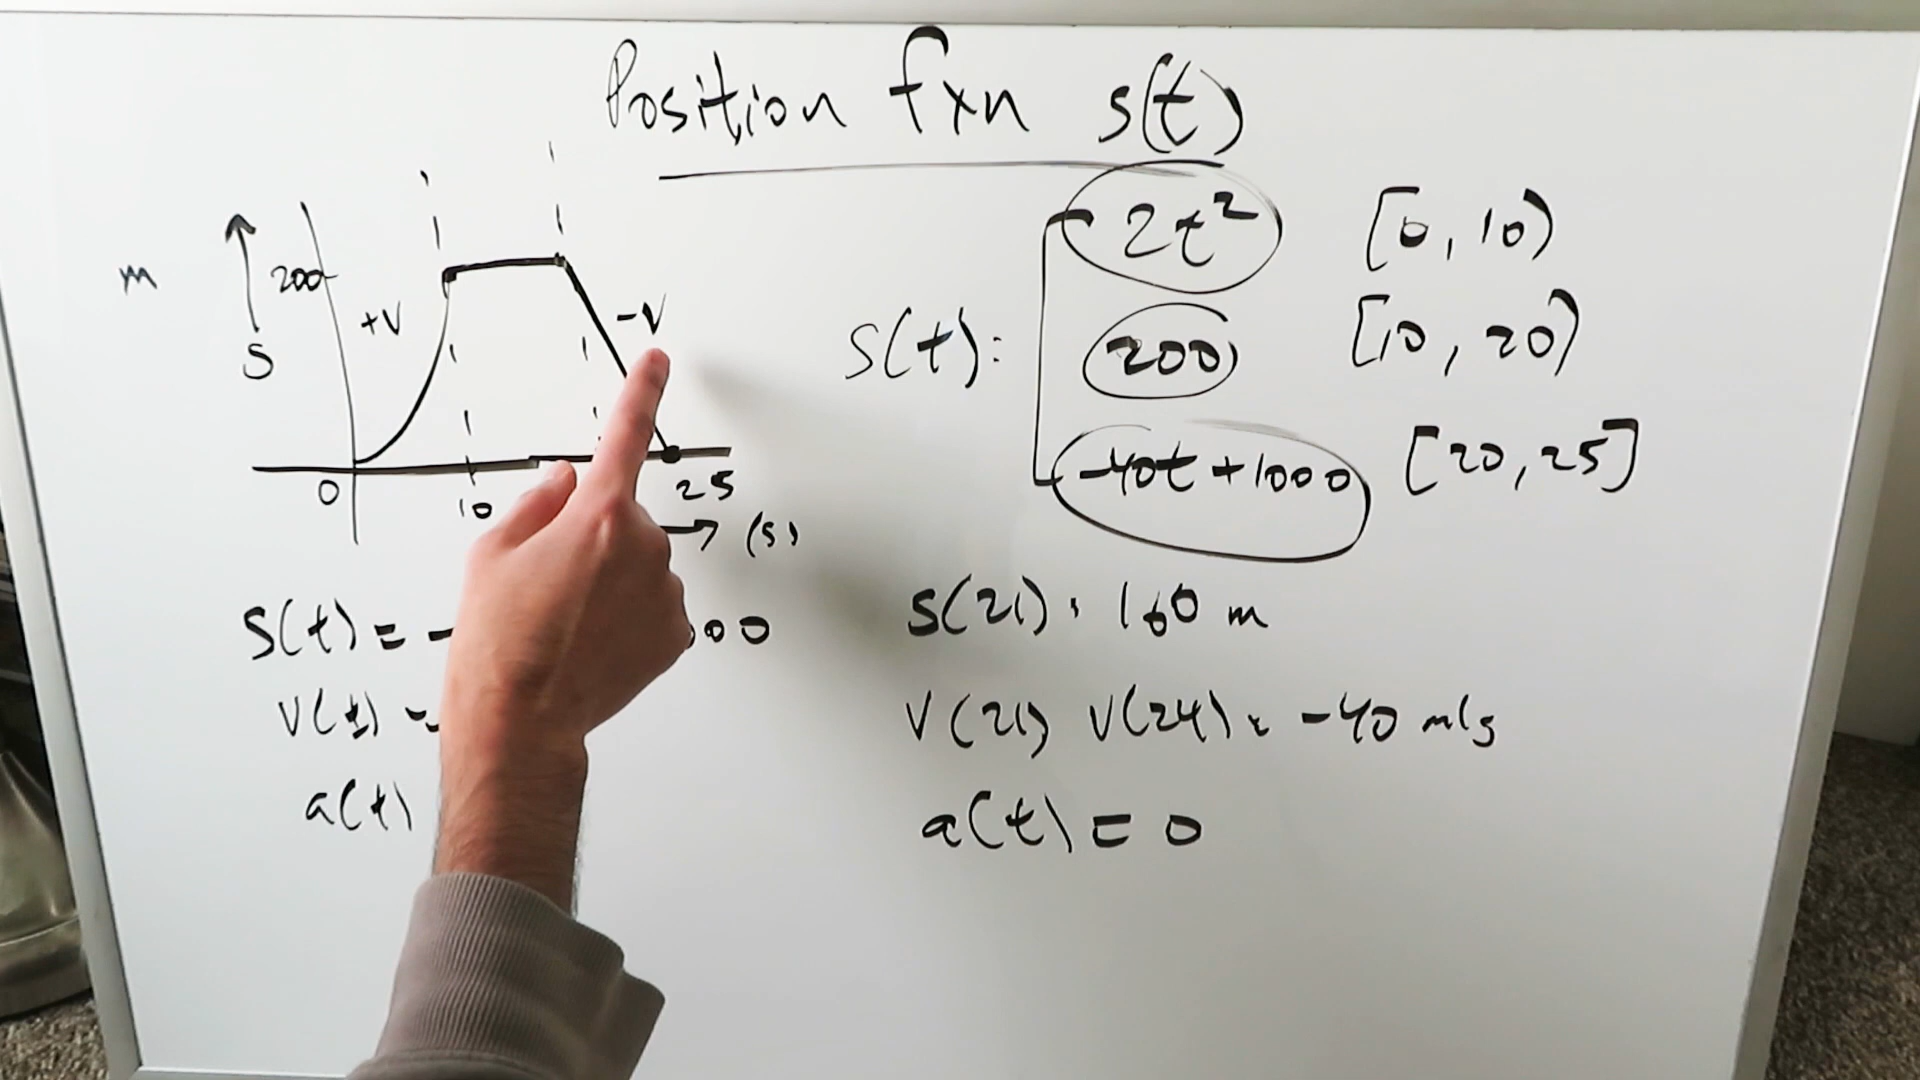 Position fxn s(t)
m
S
200
+V
-V
0
10
25
(s)
S(t):
2t² [0, 10)
200 [10, 20)
-40t + 1000 [20, 25]
S(t) = - 000
V(t) =
a(t)
S(21) = 160 m
V(21) V(24) = -40 m/s
a(t) = 0